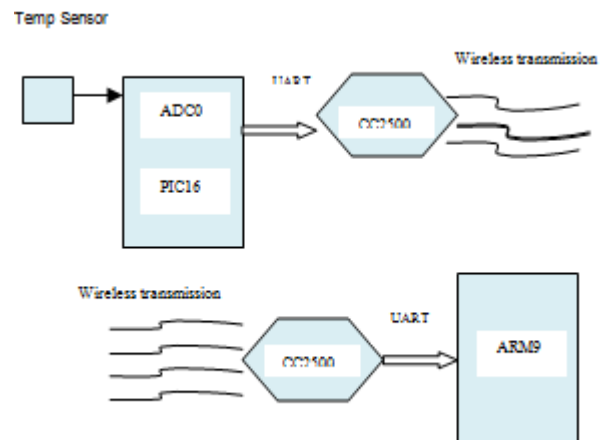 Temp Sensor
Wireless transmission
UART
ADC0
CC2500
PIC16
Wireless transmission
UART
CC2500
ARM9